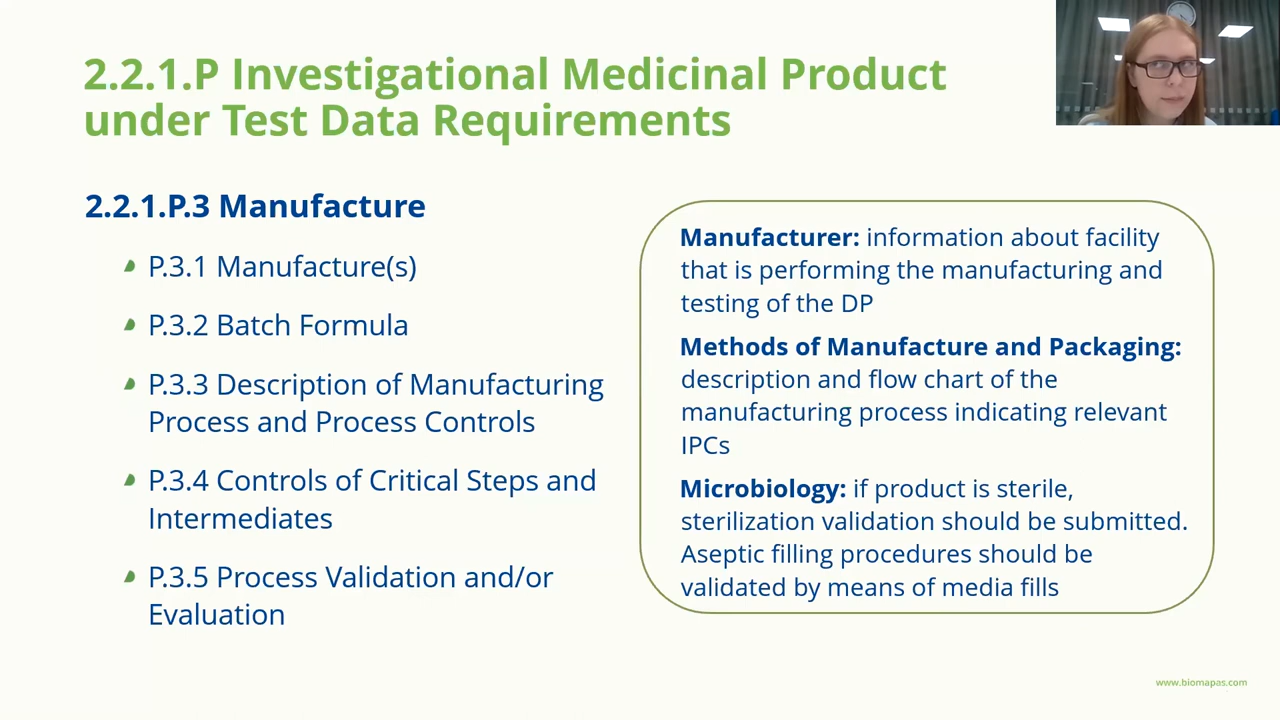 2.2.1.P Investigational Medicinal Product
under Test Data Requirements
2.2.1.P.3 Manufacture
P.3.1 Manufacture(s)
P.3.2 Batch Formula
P.3.3 Description of Manufacturing
Process and Process Controls
P.3.4 Controls of Critical Steps and
Intermediates
P.3.5 Process Validation and/or
Evaluation
Manufacturer: information about facility
that is performing the manufacturing and
testing of the DP
Methods of Manufacture and Packaging:
description and flow chart of the
manufacturing process indicating relevant
IPCs
Microbiology: if product is sterile,
sterilization validation should be submitted.
Aseptic filling procedures should be
validated by means of media fills
www.biomapas.com